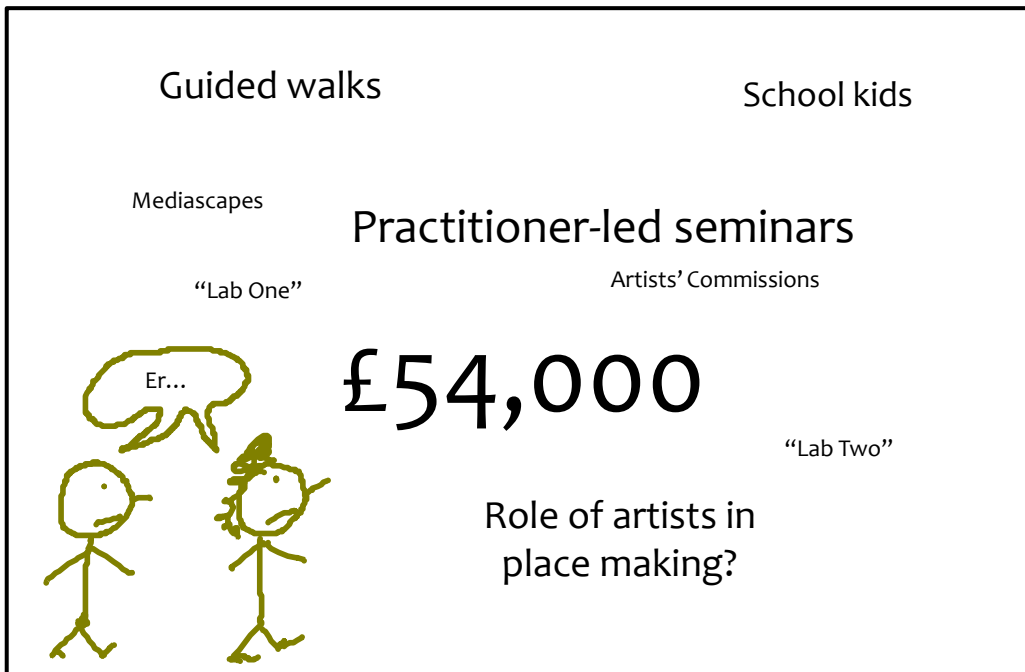 Guided walks
School kids
Mediascapes
Practitioner-led seminars
“Lab One”
Artists’ Commissions
Er...
£54,000
“Lab Two”
Role of artists in
place making?